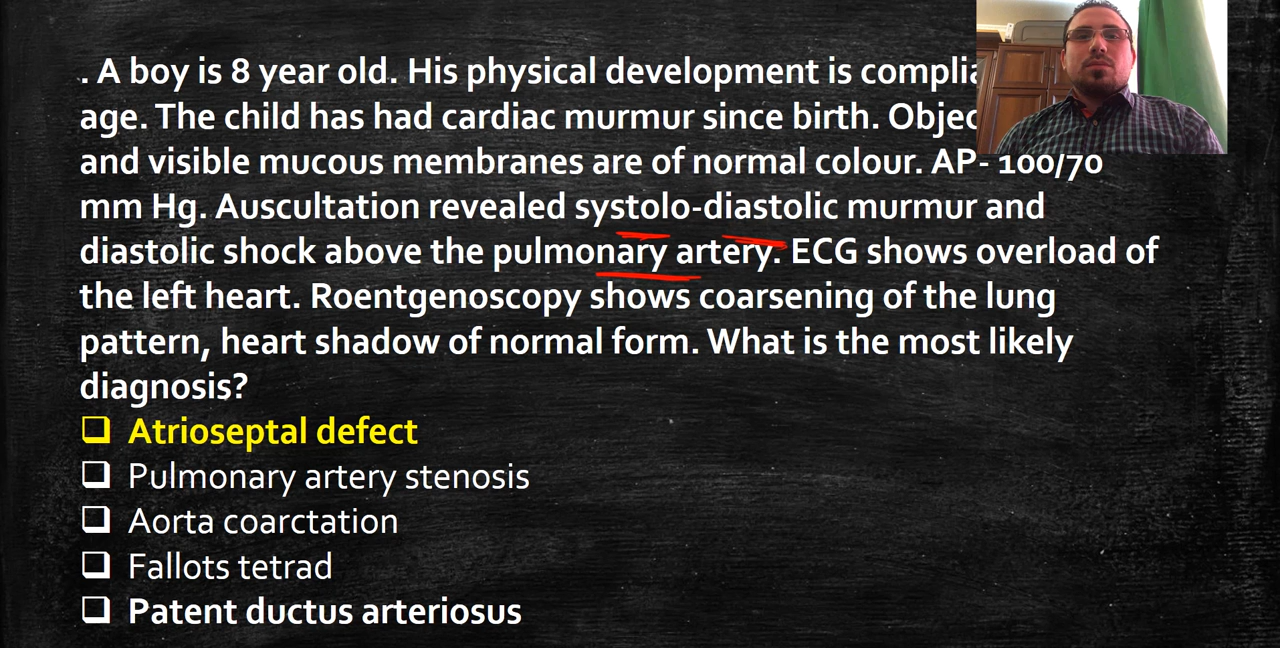 . A boy is 8 year old. His physical development is complia
age. The child has had cardiac murmur since birth. Objec
and visible mucous membranes are of normal colour. AP- 100/70
mm Hg. Auscultation revealed systolo-diastolic murmur and
diastolic shock above the pulmonary artery. ECG shows overload of
the left heart. Roentgenoscopy shows coarsening of the lung
pattern, heart shadow of normal form. What is the most likely
diagnosis?
Atrioseptal defect
Pulmonary artery stenosis
Aorta coarctation
Fallots tetrad
Patent ductus arteriosus